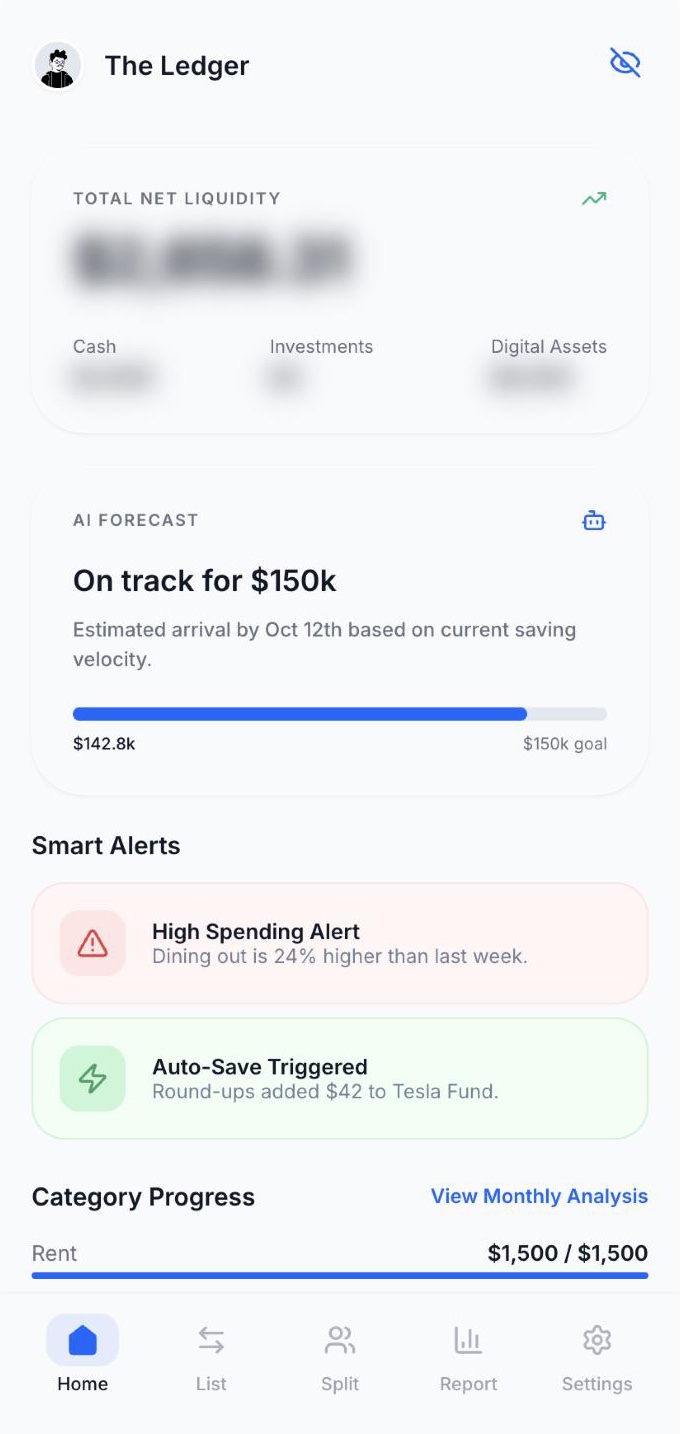 The Ledger
TOTAL NET LIQUIDITY
Cash Investments Digital Assets
AI FORECAST
On track for $150k
Estimated arrival by Oct 12th based on current saving
velocity.
$142.8k $150k goal
Smart Alerts
High Spending Alert
Dining out is 24% higher than last week.
Auto-Save Triggered
Round-ups added $42 to Tesla Fund.
Category Progress View Monthly Analysis
Rent $1,500 / $1,500
Home List Split Report Settings